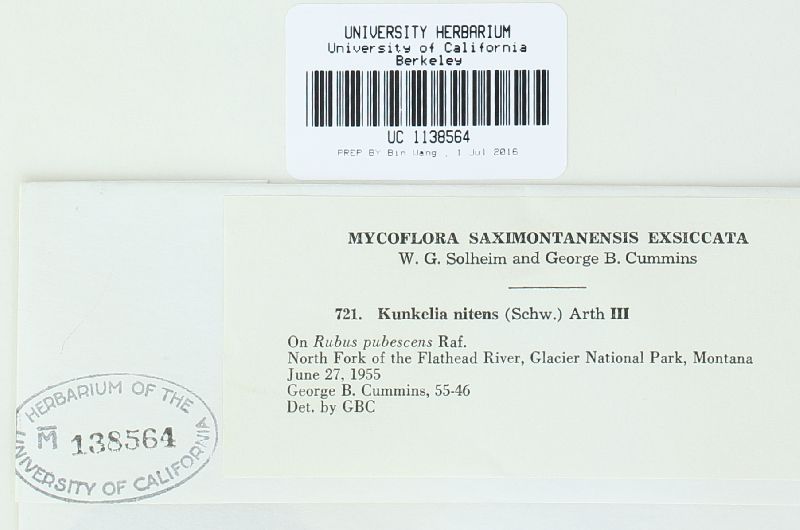 UNIVERSITY HERBARIUM
University of California
Berkeley
UC 1138564
PREP BY Bin Wang , 1 Jul 2016
MYCOFLORA SAXIMONTANENSIS EXSICCATA
W. G. Solheim and George B. Cummins
721. Kunkelia nitens (Schw.) Arth III
On Rubus pubescens Raf.
North Fork of the Flathead River, Glacier National Park, Montana
June 27, 1955
George B. Cummins, 55-46
Det. by GBC
HERBARIUM OF THE
M 138564
UNIVERSITY OF CALIFORNIA